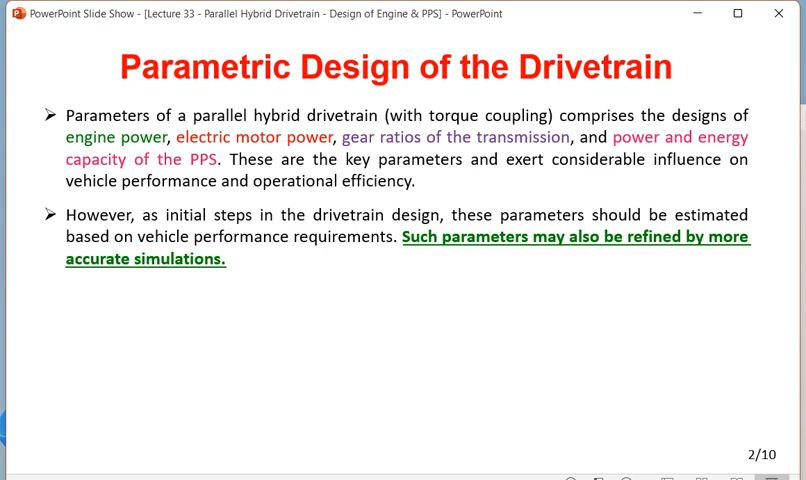 PowerPoint Slide Show - [Lecture 33 - Parallel Hybrid Drivetrain - Design of Engine & PPS] - PowerPoint
Parametric Design of the Drivetrain
➢ Parameters of a parallel hybrid drivetrain (with torque coupling) comprises the designs of
engine power, electric motor power, gear ratios of the transmission, and power and energy
capacity of the PPS. These are the key parameters and exert considerable influence on
vehicle performance and operational efficiency.
➢ However, as initial steps in the drivetrain design, these parameters should be estimated
based on vehicle performance requirements. Such parameters may also be refined by more
accurate simulations.
2/10